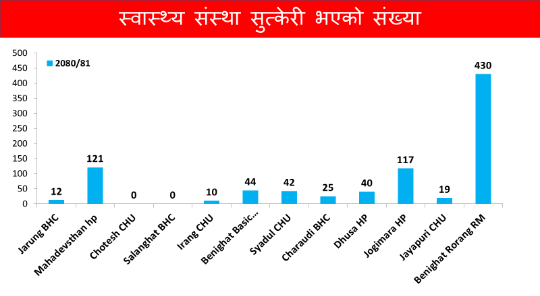 स्वास्थ्य संस्था सुत्केरी भएको संख्या
2080/81
500
450
400
350
300
250
200
150
100
50
0
12
121
0
0
10
44
42
25
40
117
19
430
Jarung BHC
Mahadevsthan hp
Chotesh CHU
Salanghat BHC
Irang CHU
Benighat Basic...
Syadul CHU
Charaudi BHC
Dhusa HP
Jogimara HP
Jayapuri CHU
Benighat Rorang RM